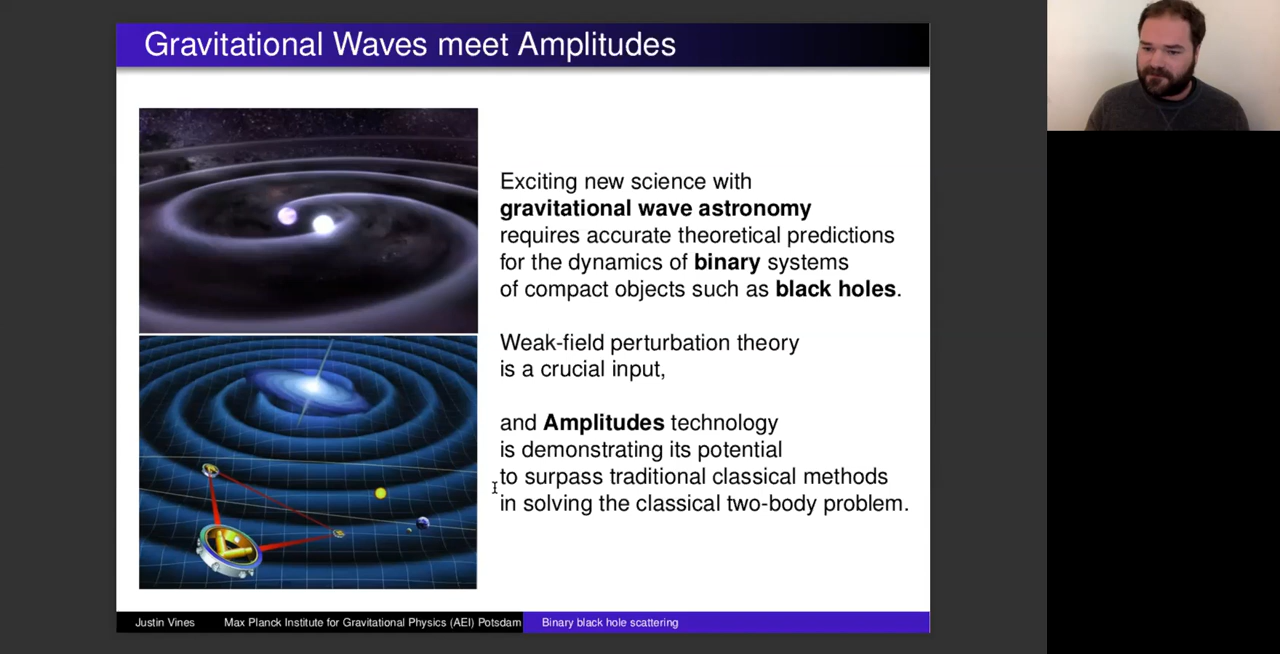 Gravitational Waves meet Amplitudes
Exciting new science with
gravitational wave astronomy
requires accurate theoretical predictions
for the dynamics of binary systems
of compact objects such as black holes.
Weak-field perturbation theory
is a crucial input,
and Amplitudes technology
is demonstrating its potential
to surpass traditional classical methods
in solving the classical two-body problem.
Justin Vines Max Planck Institute for Gravitational Physics (AEI) Potsdam Binary black hole scattering